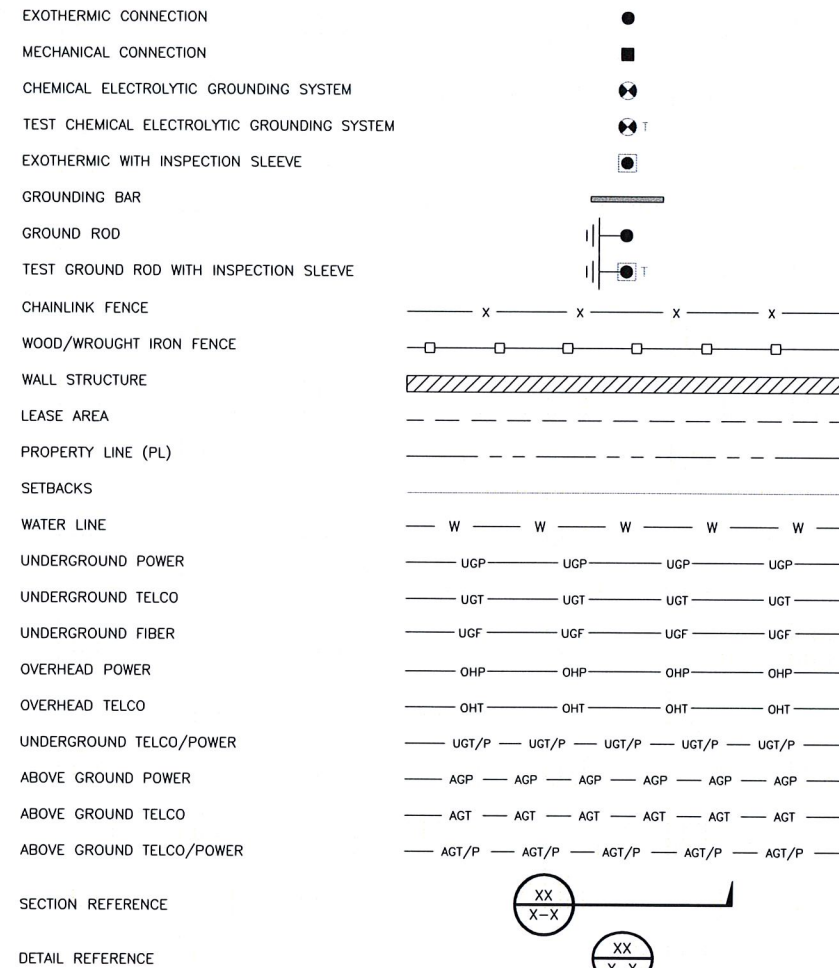 EXOTHERMIC CONNECTION
MECHANICAL CONNECTION
CHEMICAL ELECTROLYTIC GROUNDING SYSTEM
TEST CHEMICAL ELECTROLYTIC GROUNDING SYSTEM T
EXOTHERMIC WITH INSPECTION SLEEVE
GROUNDING BAR
GROUND ROD
TEST GROUND ROD WITH INSPECTION SLEEVE T
CHAINLINK FENCE X X X X
WOOD/WROUGHT IRON FENCE
WALL STRUCTURE
LEASE AREA
PROPERTY LINE (PL)
SETBACKS
WATER LINE W W W W W
UNDERGROUND POWER UGP UGP UGP UGP
UNDERGROUND TELCO UGT UGT UGT UGT
UNDERGROUND FIBER UGF UGF UGF UGF
OVERHEAD POWER OHP OHP OHP OHP
OVERHEAD TELCO OHT OHT OHT OHT
UNDERGROUND TELCO/POWER UGT/P UGT/P UGT/P UGT/P UGT/P
ABOVE GROUND POWER AGP AGP AGP AGP AGP AGP
ABOVE GROUND TELCO AGT AGT AGT AGT AGT AGT
ABOVE GROUND TELCO/POWER AGT/P AGT/P AGT/P AGT/P AGT/P
XX
SECTION REFERENCE X-X
XX
DETAIL REFERENCE X-X